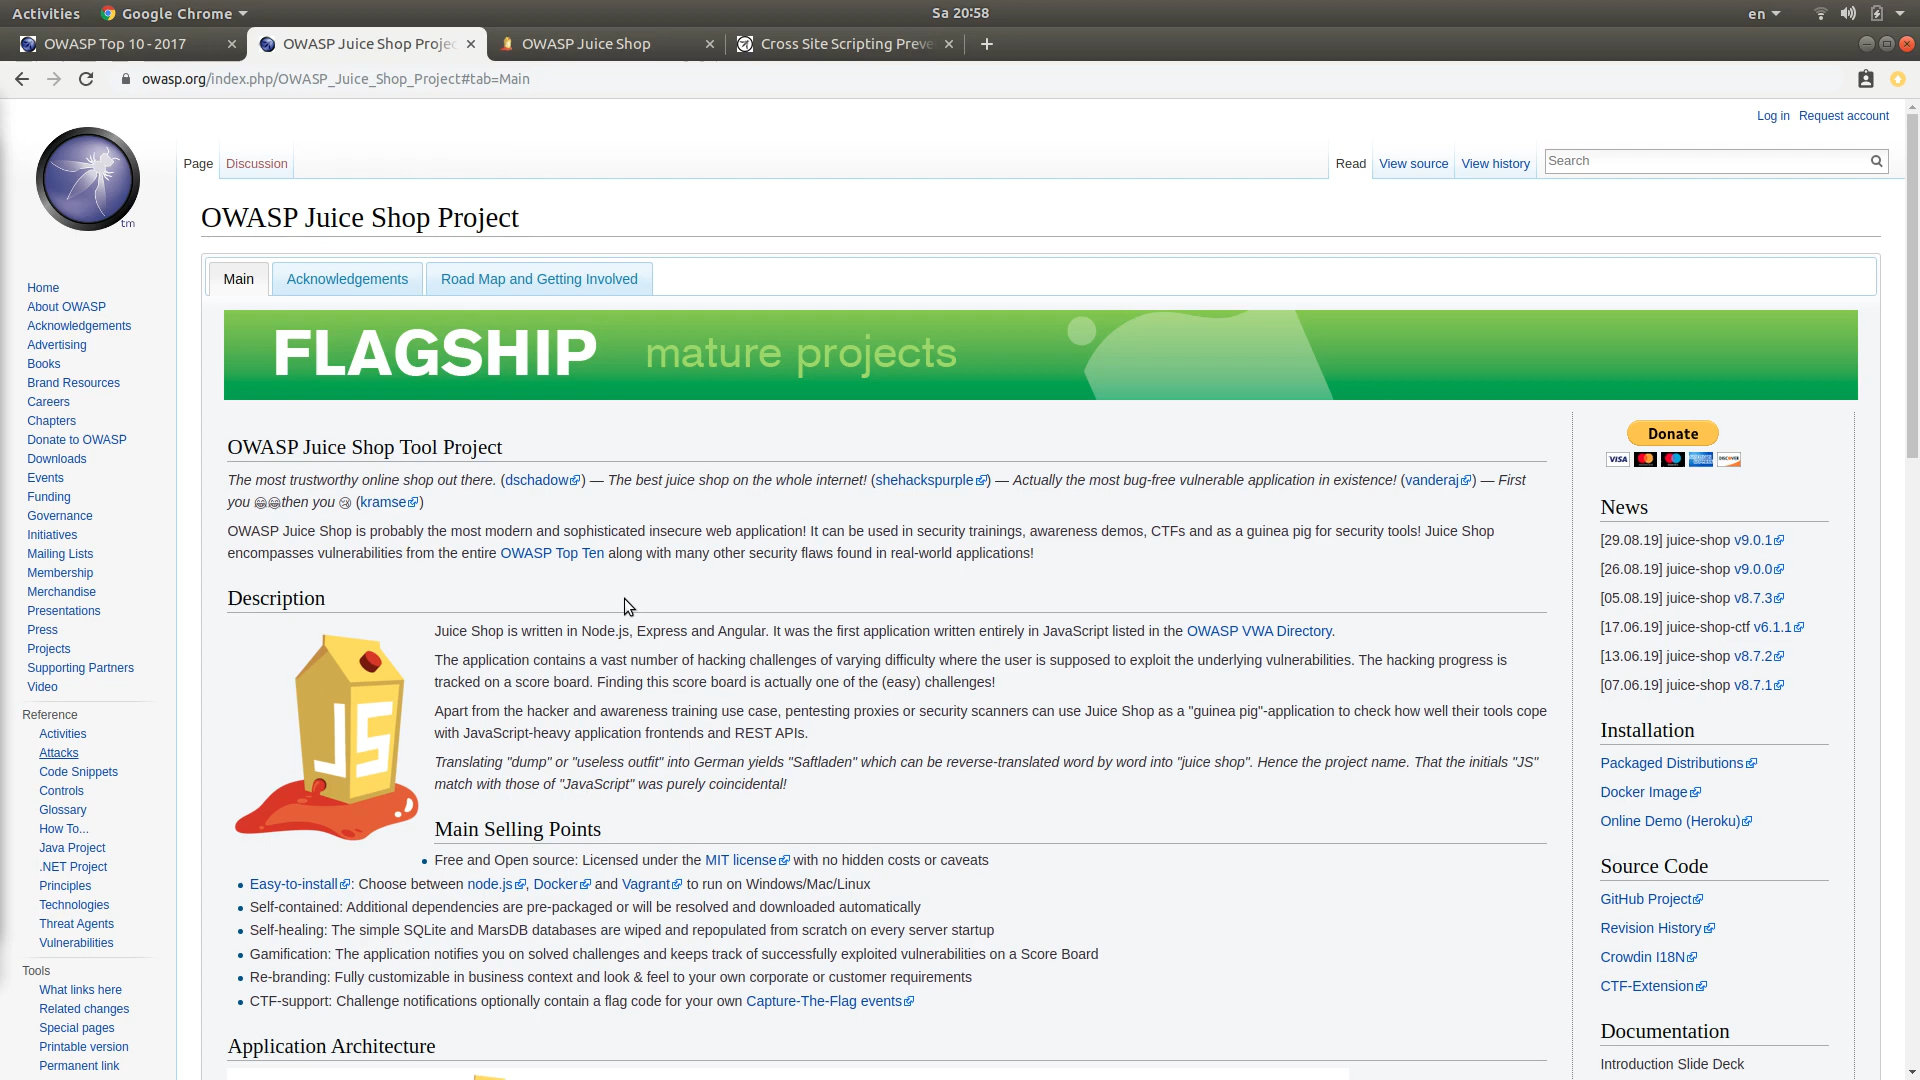 Activities Google Chrome Sa 20:58 en
OWASP Top 10 - 2017 OWASP Juice Shop Projec OWASP Juice Shop Cross Site Scripting Preve
owasp.org/index.php/OWASP_Juice_Shop_Project#tab=Main
Log in Request account
Page Discussion Read View source View history Search
tm
OWASP Juice Shop Project
Main Acknowledgements Road Map and Getting Involved
FLAGSHIP mature projects
Home
About OWASP
Acknowledgements
Advertising
Books
Brand Resources
Careers
Chapters
Donate to OWASP
Downloads
Events
Funding
Governance
Initiatives
Mailing Lists
Membership
Merchandise
Presentations
Press
Projects
Supporting Partners
Video
Reference
Activities
Attacks
Code Snippets
Controls
Glossary
How To...
Java Project
.NET Project
Principles
Technologies
Threat Agents
Vulnerabilities
Tools
What links here
Related changes
Special pages
Printable version
Permanent link
OWASP Juice Shop Tool Project
The most trustworthy online shop out there. (dschadow) — The best juice shop on the whole internet! (shehackspurple) — Actually the most bug-free vulnerable application in existence! (vanderaj) — First
you 😂😂then you 😢 (kramse)
OWASP Juice Shop is probably the most modern and sophisticated insecure web application! It can be used in security trainings, awareness demos, CTFs and as a guinea pig for security tools! Juice Shop
encompasses vulnerabilities from the entire OWASP Top Ten along with many other security flaws found in real-world applications!
Description
JS
Juice Shop is written in Node.js, Express and Angular. It was the first application written entirely in JavaScript listed in the OWASP VWA Directory.
The application contains a vast number of hacking challenges of varying difficulty where the user is supposed to exploit the underlying vulnerabilities. The hacking progress is
tracked on a score board. Finding this score board is actually one of the (easy) challenges!
Apart from the hacker and awareness training use case, pentesting proxies or security scanners can use Juice Shop as a "guinea pig"-application to check how well their tools cope
with JavaScript-heavy application frontends and REST APIs.
Translating "dump" or "useless outfit" into German yields "Saftladen" which can be reverse-translated word by word into "juice shop". Hence the project name. That the initials "JS"
match with those of "JavaScript" was purely coincidental!
Main Selling Points
Free and Open source: Licensed under the MIT license with no hidden costs or caveats
Easy-to-install: Choose between node.js, Docker and Vagrant to run on Windows/Mac/Linux
Self-contained: Additional dependencies are pre-packaged or will be resolved and downloaded automatically
Self-healing: The simple SQLite and MarsDB databases are wiped and repopulated from scratch on every server startup
Gamification: The application notifies you on solved challenges and keeps track of successfully exploited vulnerabilities on a Score Board
Re-branding: Fully customizable in business context and look & feel to your own corporate or customer requirements
CTF-support: Challenge notifications optionally contain a flag code for your own Capture-The-Flag events
Application Architecture
Donate
VISA
News
[29.08.19] juice-shop v9.0.1
[26.08.19] juice-shop v9.0.0
[05.08.19] juice-shop v8.7.3
[17.06.19] juice-shop-ctf v6.1.1
[13.06.19] juice-shop v8.7.2
[07.06.19] juice-shop v8.7.1
Installation
Packaged Distributions
Docker Image
Online Demo (Heroku)
Source Code
GitHub Project
Revision History
Crowdin I18N
CTF-Extension
Documentation
Introduction Slide Deck